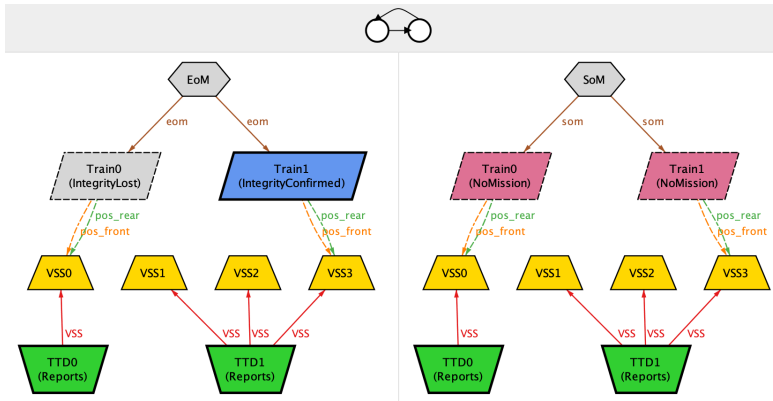 EoM
SoM
eom
eom
som
som
Train0
(IntegrityLost)
Train1
(IntegrityConfirmed)
Train0
(NoMission)
Train1
(NoMission)
pos_rear
pos_front
pos_rear
pos_front
pos_rear
pos_front
pos_rear
pos_front
VSS0
VSS1
VSS2
VSS3
VSS0
VSS1
VSS2
VSS3
VSS
VSS
VSS
VSS
VSS
VSS
VSS
VSS
TTD0
(Reports)
TTD1
(Reports)
TTD0
(Reports)
TTD1
(Reports)